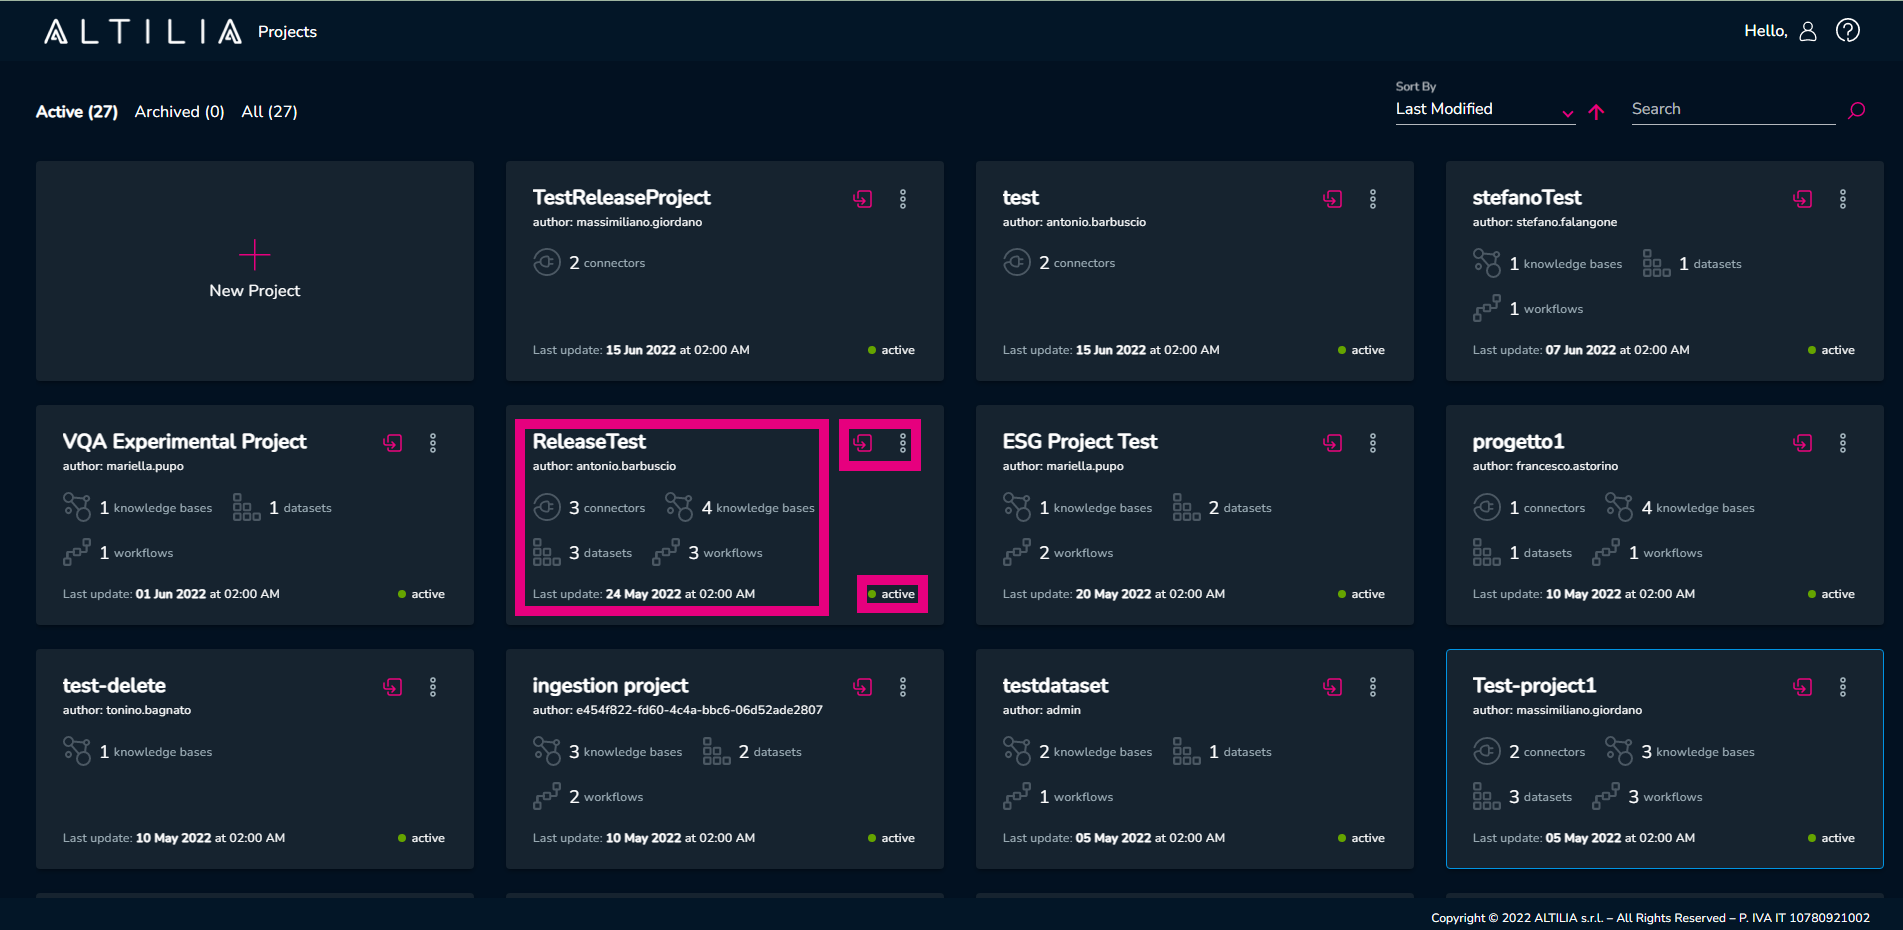 ALTILIA Projects
Hello,
Active (27) Archived (0) All (27)
Sort By
Last Modified
Search
New Project
TestReleaseProject
author: massimiliano.giordano
2 connectors
Last update: 15 Jun 2022 at 02:00 AM
active
test
author: antonio.barbuscio
2 connectors
Last update: 15 Jun 2022 at 02:00 AM
active
stefanoTest
author: stefano.falangone
1 knowledge bases 1 datasets
1 workflows
Last update: 07 Jun 2022 at 02:00 AM
active
VQA Experimental Project
author: mariella.pupo
1 knowledge bases 1 datasets
1 workflows
Last update: 01 Jun 2022 at 02:00 AM
active
ReleaseTest
author: antonio.barbuscio
3 connectors 4 knowledge bases
3 datasets 3 workflows
Last update: 24 May 2022 at 02:00 AM
active
ESG Project Test
author: mariella.pupo
1 knowledge bases 2 datasets
2 workflows
Last update: 20 May 2022 at 02:00 AM
active
progetto1
author: francesco.astorino
1 connectors 4 knowledge bases
1 datasets 1 workflows
Last update: 10 May 2022 at 02:00 AM
active
test-delete
author: tonino.bagnato
1 knowledge bases
Last update: 10 May 2022 at 02:00 AM
active
ingestion project
author: e454f822-fd60-4c4a-bbc6-06d52ade2807
3 knowledge bases 2 datasets
2 workflows
Last update: 10 May 2022 at 02:00 AM
active
testdataset
author: admin
2 knowledge bases 1 datasets
1 workflows
Last update: 05 May 2022 at 02:00 AM
active
Test-project1
author: massimiliano.giordano
2 connectors 3 knowledge bases
3 datasets 3 workflows
Last update: 05 May 2022 at 02:00 AM
active
Copyright © 2022 ALTILIA s.r.l. – All Rights Reserved – P. IVA IT 10780921002